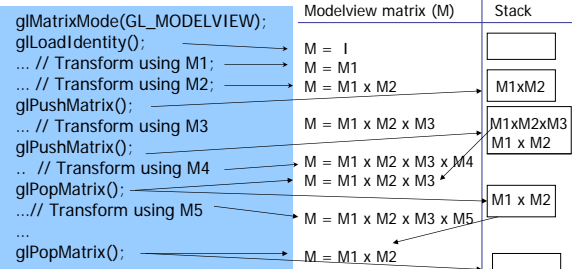 glMatrixMode(GL_MODELVIEW);
glLoadIdentity();
... // Transform using M1;
... // Transform using M2;
glPushMatrix();
... // Transform using M3
glPushMatrix();
.. // Transform using M4
glPopMatrix();
...// Transform using M5
...
glPopMatrix();
Modelview matrix (M)
M = I
M = M1
M = M1 x M2
M = M1 x M2 x M3
M = M1 x M2 x M3 x M4
M = M1 x M2 x M3
M = M1 x M2 x M3 x M5
M = M1 x M2
Stack
M1xM2
M1xM2xM3
M1 x M2
M1 x M2